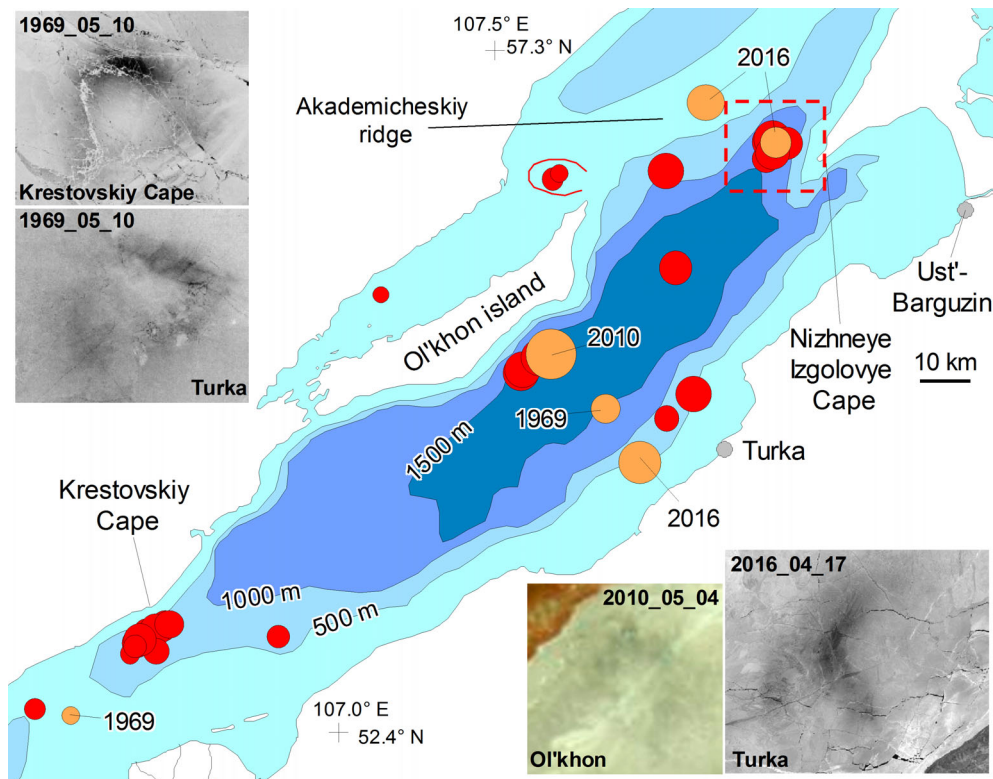 1969_05_10
Krestovskiy Cape
1969_05_10
Turka
107.5° E
57.3° N
2016
Akademicheskiy
ridge
Ol'khon island
Ust'-
Barguzin
Nizhneye
Izgolovye
Cape
10 km
2010
1969
1500 m
Turka
2016
Krestovskiy
Cape
1000 m
500 m
1969
107.0° E
52.4° N
2010_05_04
Ol'khon
2016_04_17
Turka